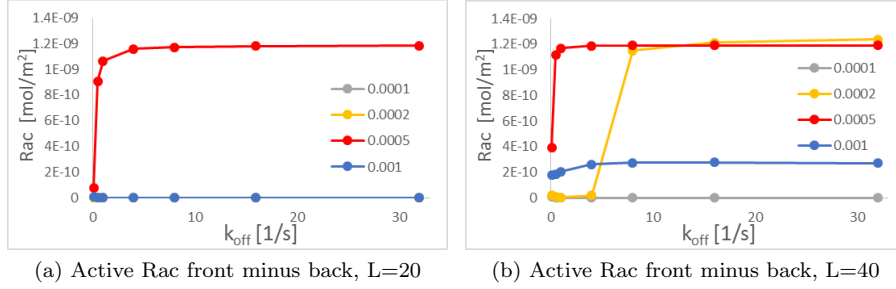 1.4E-09
1.2E-09
1E-09
8E-10
6E-10
4E-10
2E-10
0
Rac [mol/m²]
0.0001
0.0002
0.0005
0.001
0 10 20 30
k_off [1/s]
(a) Active Rac front minus back, L=20
1.4E-09
1.2E-09
1E-09
8E-10
6E-10
4E-10
2E-10
0
Rac [mol/m²]
0.0001
0.0002
0.0005
0.001
0 10 20 30
k_off [1/s]
(b) Active Rac front minus back, L=40